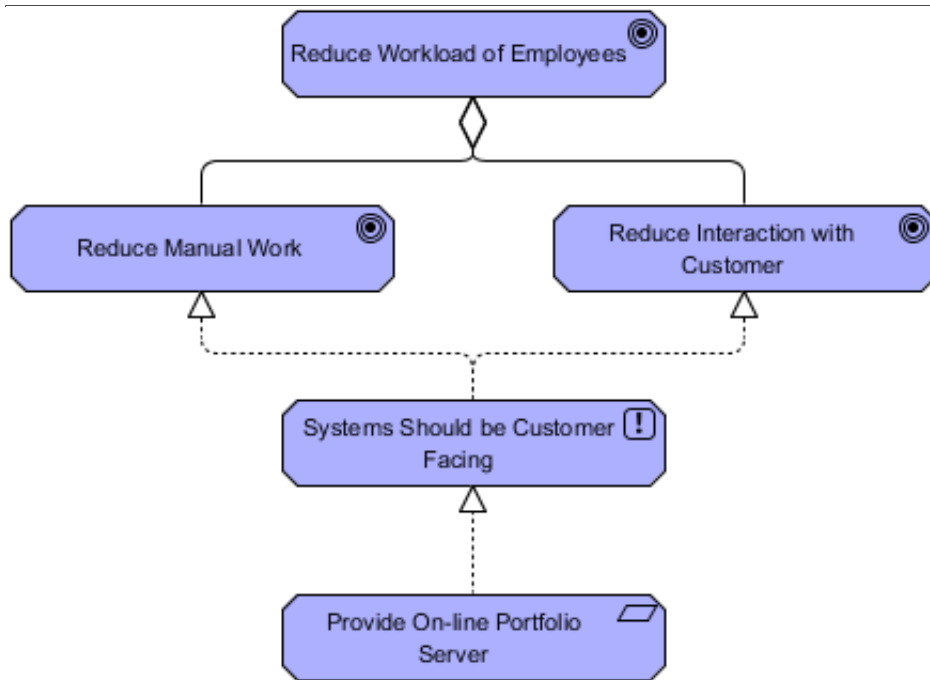 Reduce Workload of Employees
Reduce Manual Work
Reduce Interaction with
Customer
Systems Should be Customer
Facing
!
Provide On-line Portfolio
Server